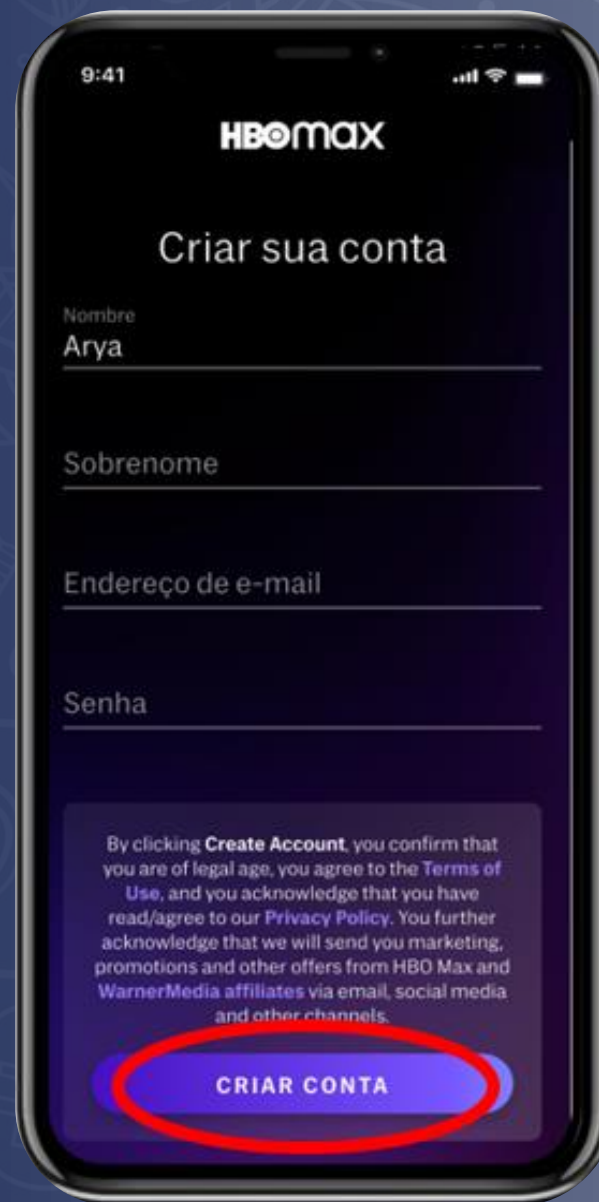 9:41
HBOmax
Criar sua conta
Nombre
Arya
Sobrenome
Endereço de e-mail
Senha
By clicking Create Account, you confirm that
you are of legal age, you agree to the Terms of
Use, and you acknowledge that you have
read/agree to our Privacy Policy. You further
acknowledge that we will send you marketing,
promotions and other offers from HBO Max and
WarnerMedia affiliates via email, social media
and other channels.
CRIAR CONTA